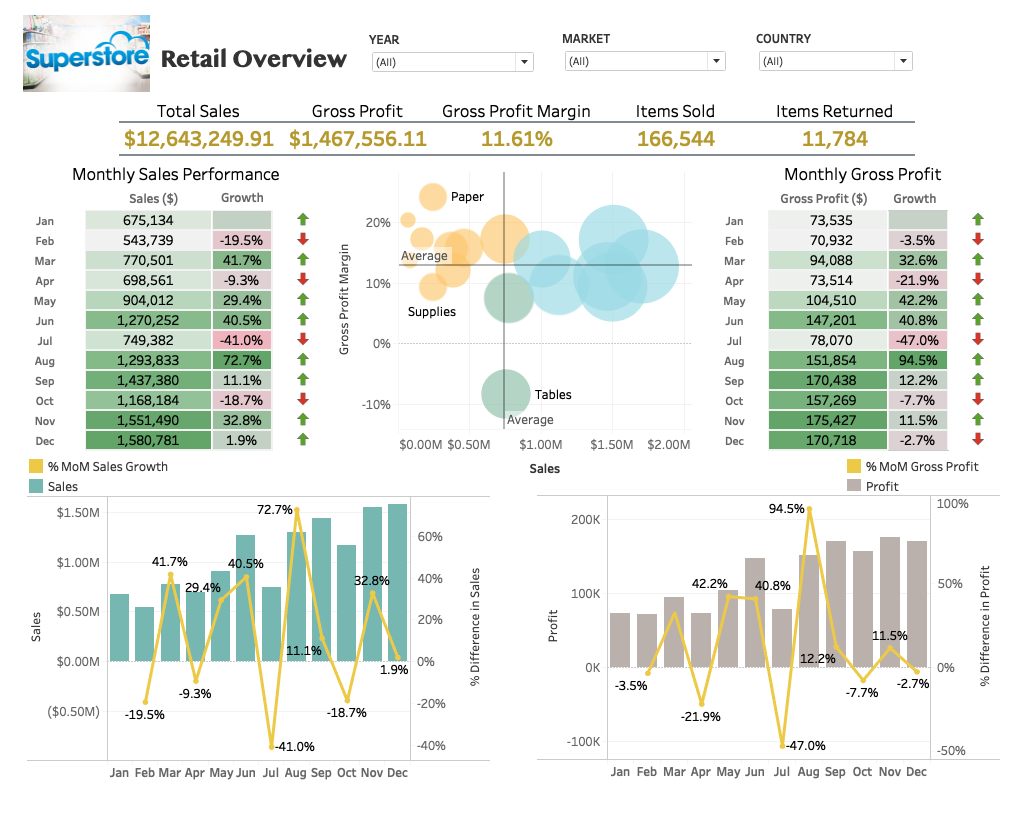 Superstore
Retail Overview
YEAR
(All)
MARKET
(All)
COUNTRY
(All)
Total Sales Gross Profit Gross Profit Margin Items Sold Items Returned
$12,643,249.91 $1,467,556.11 11.61% 166,544 11,784
Monthly Sales Performance
Sales ($) Growth
Jan 675,134
Feb 543,739 -19.5%
Mar 770,501 41.7%
Apr 698,561 -9.3%
May 904,012 29.4%
Jun 1,270,252 40.5%
Jul 749,382 -41.0%
Aug 1,293,833 72.7%
Sep 1,437,380 11.1%
Oct 1,168,184 -18.7%
Nov 1,551,490 32.8%
Dec 1,580,781 1.9%
Gross Profit Margin
20%
10%
0%
-10%
Paper
Average
Supplies
Tables
Average
$0.00M $0.50M $1.00M $1.50M $2.00M
Sales
Monthly Gross Profit
Gross Profit ($) Growth
Jan 73,535
Feb 70,932 -3.5%
Mar 94,088 32.6%
Apr 73,514 -21.9%
May 104,510 42.2%
Jun 147,201 40.8%
Jul 78,070 -47.0%
Aug 151,854 94.5%
Sep 170,438 12.2%
Oct 157,269 -7.7%
Nov 175,427 11.5%
Dec 170,718 -2.7%
% MoM Sales Growth
Sales
Sales
$1.50M
$1.00M
$0.50M
$0.00M
($0.50M)
72.7%
41.7%
40.5%
29.4%
32.8%
11.1%
1.9%
-9.3%
-19.5%
-18.7%
-41.0%
60%
40%
20%
0%
-20%
-40%
% Difference in Sales
Jan Feb Mar Apr May Jun Jul Aug Sep Oct Nov Dec
% MoM Gross Profit
Profit
Profit
200K
100K
0K
-100K
94.5%
42.2%
40.8%
11.5%
12.2%
-3.5%
-2.7%
-7.7%
-21.9%
-47.0%
100%
50%
0%
-50%
% Difference in Profit
Jan Feb Mar Apr May Jun Jul Aug Sep Oct Nov Dec